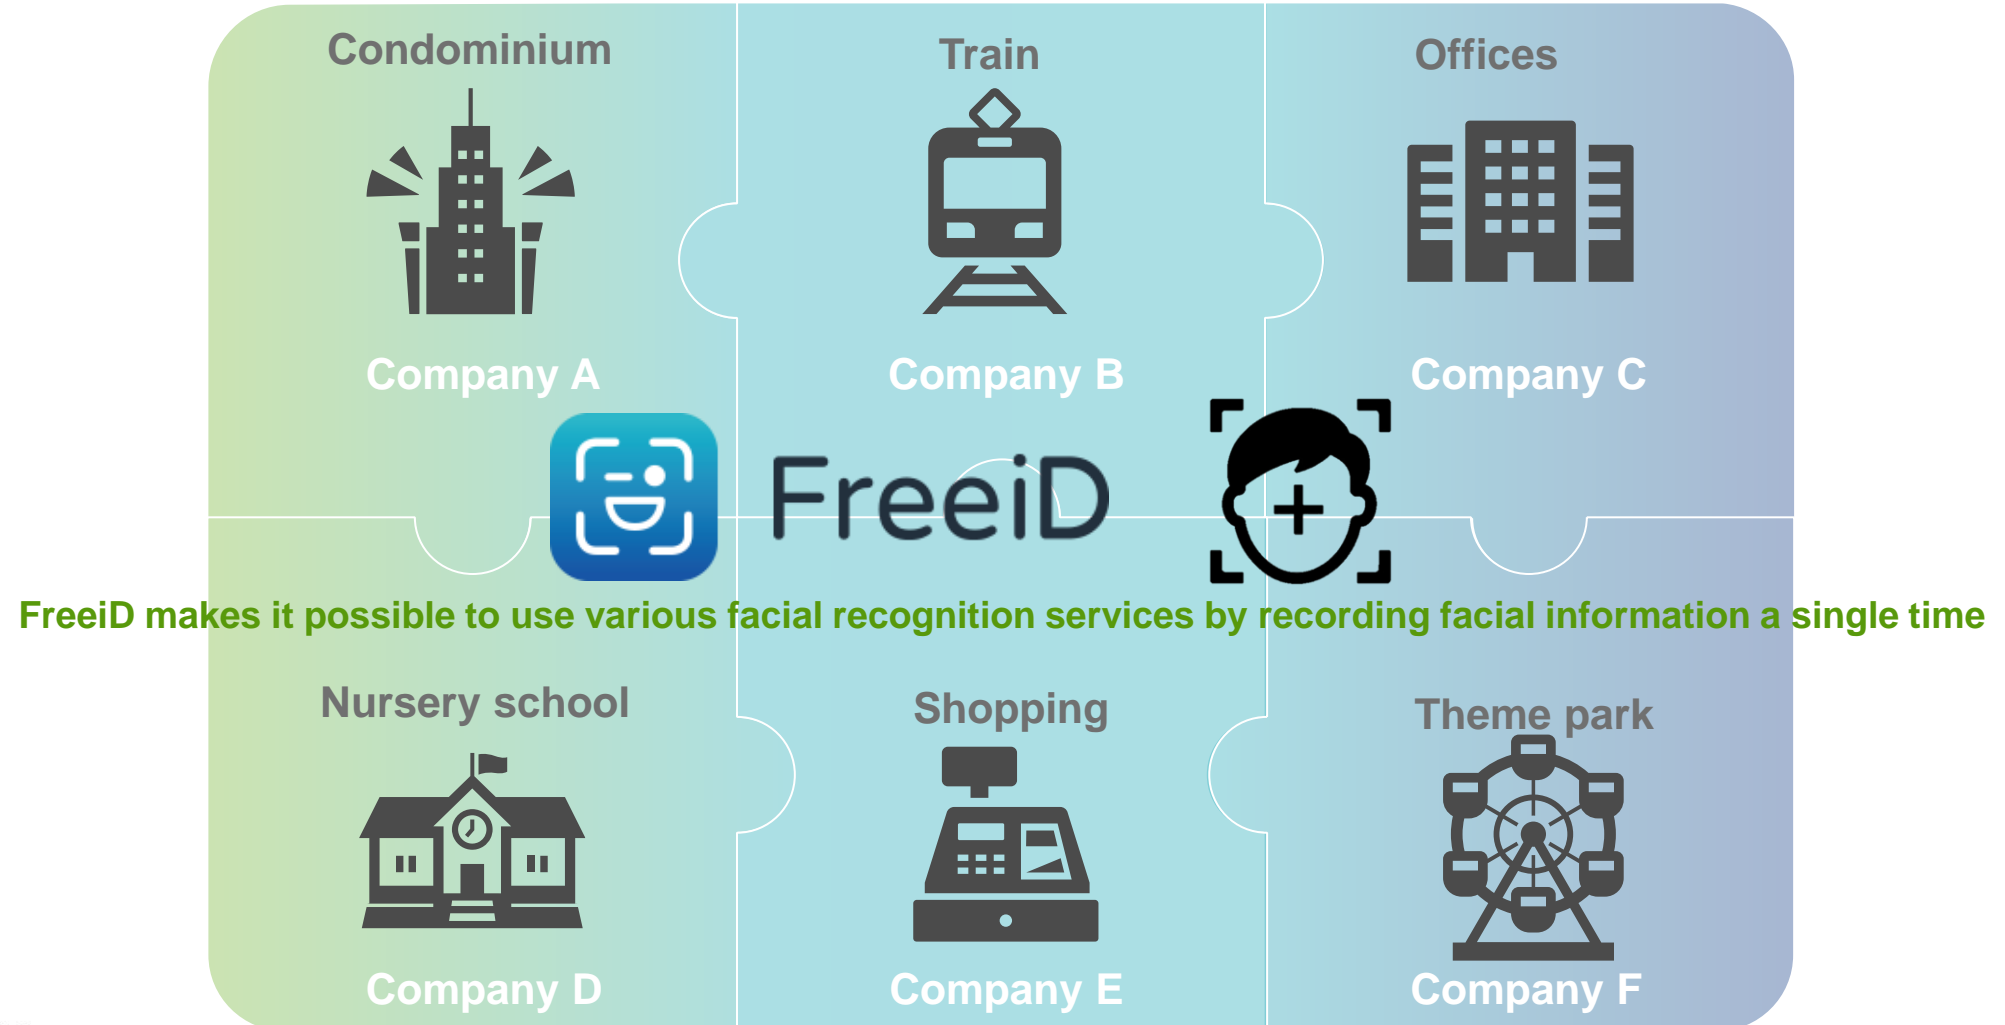 Condominium
Train
Offices
Company A
Company B
Company C
FreeiD
FreeiD makes it possible to use various facial recognition services by recording facial information a single time
Nursery school
Shopping
Theme park
Company D
Company E
Company F